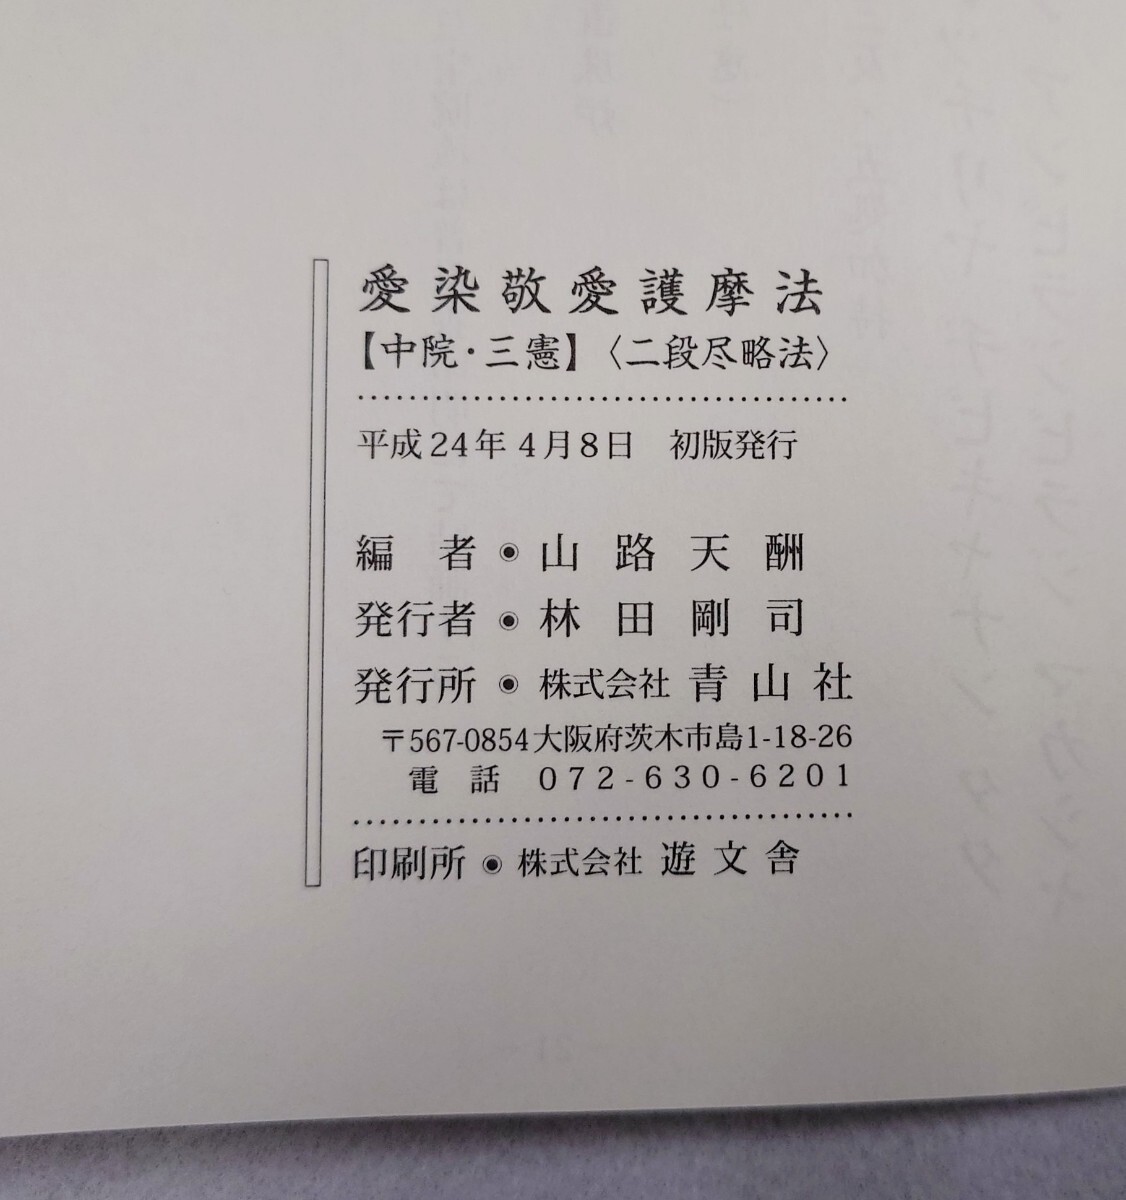 愛染敬愛護摩法
【中院・三憲】〈二段尽略法〉
平成24年4月8日　初版発行
編　者◉山路天酬
発行者◉林田剛司
発行所◉株式会社青山社
〒567-0854大阪府茨木市島1-18-26
電　話　072-630-6201
印刷所◉株式会社遊文舎